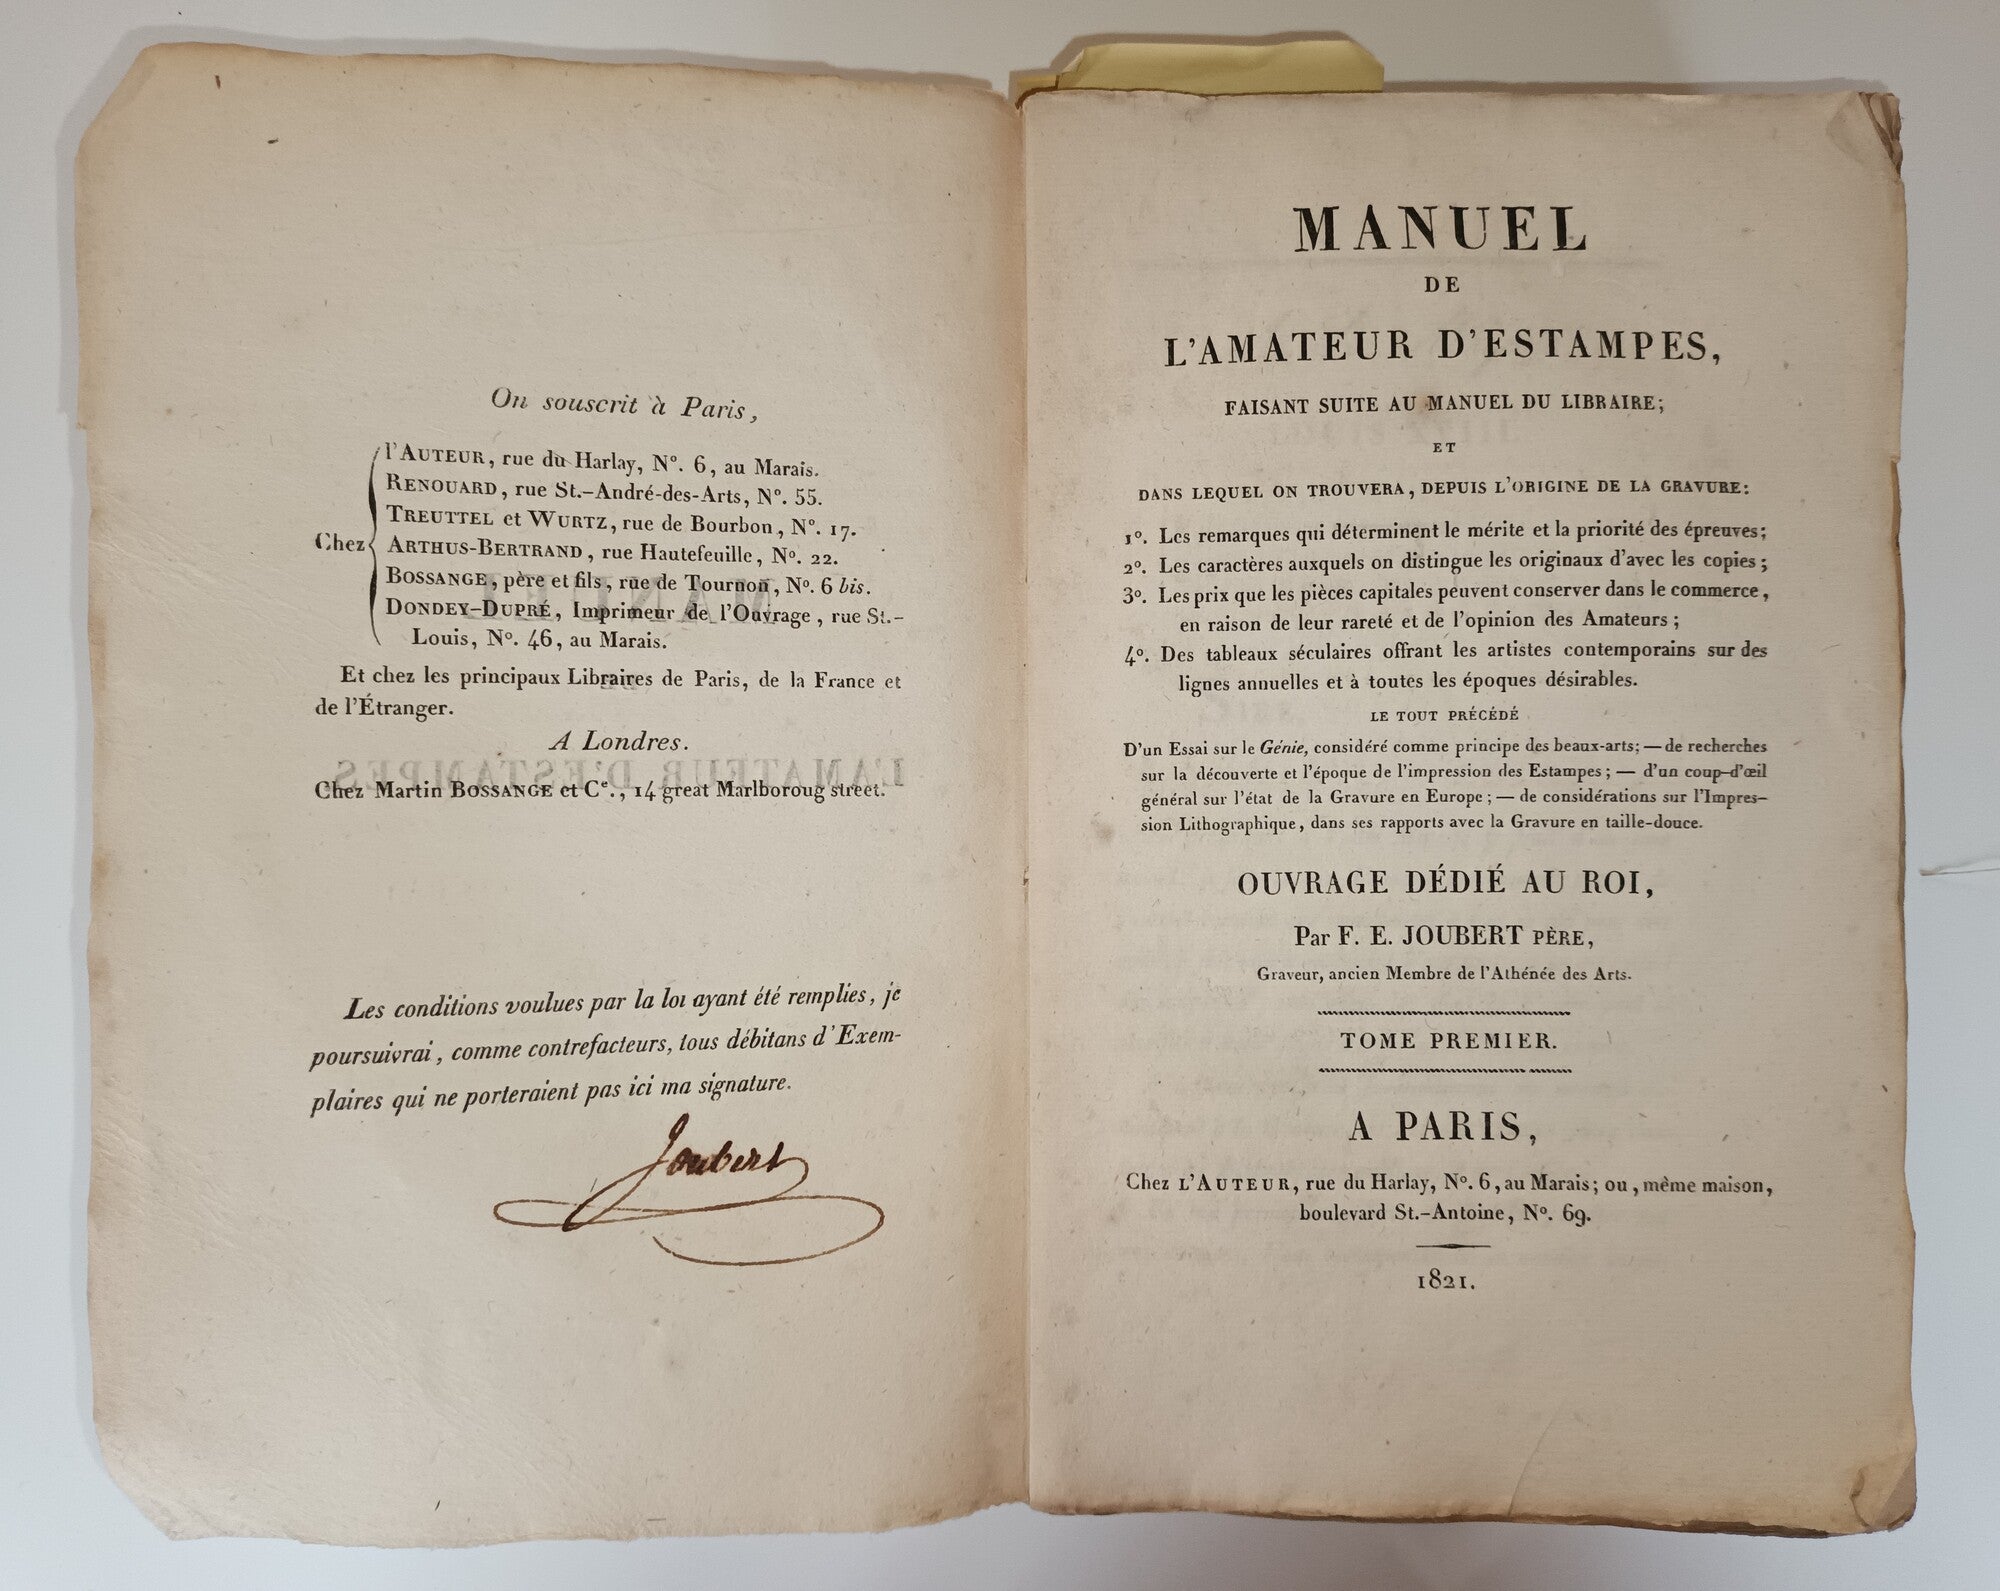 On souscrit à Paris,
Chez
l'AUTEUR, rue du Harlay, Nº. 6, au Marais.
RENOUARD, rue St.-André-des-Arts, Nº. 55.
TREUTTEL et WURTZ, rue de Bourbon, Nº. 17.
ARTHUS-BERTRAND, rue Hautefeuille, Nº. 22.
BOSSANGE, père et fils, rue de Tournon, Nº. 6 bis.
DONDEY-DUPRÉ, Imprimeur de l'Ouvrage, rue St.-
Louis, Nº. 46, au Marais.
Et chez les principaux Libraires de Paris, de la France et
de l'Étranger.
A Londres.
Chez Martin BOSSANGE et Ce., 14 great Marlboroug street.
Les conditions voulues par la loi ayant été remplies, je
poursuivrai, comme contrefacteurs, tous débitans d'Exem-
plaires qui ne porteraient pas ici ma signature.
Joubert
MANUEL
DE
L'AMATEUR D'ESTAMPES,
FAISANT SUITE AU MANUEL DU LIBRAIRE;
ET
DANS LEQUEL ON TROUVERA, DEPUIS L'ORIGINE DE LA GRAVURE:
1º. Les remarques qui déterminent le mérite et la priorité des épreuves;
2º. Les caractères auxquels on distingue les originaux d'avec les copies;
3º. Les prix que les pièces capitales peuvent conserver dans le commerce,
en raison de leur rareté et de l'opinion des Amateurs;
4º. Des tableaux séculaires offrant les artistes contemporains sur des
lignes annuelles et à toutes les époques désirables.
LE TOUT PRÉCÉDÉ
D'un Essai sur le Génie, considéré comme principe des beaux-arts; — de recherches
sur la découverte et l'époque de l'impression des Estampes; — d'un coup-d'œil
général sur l'état de la Gravure en Europe; — de considérations sur l'Impres-
sion Lithographique, dans ses rapports avec la Gravure en taille-douce.
OUVRAGE DÉDIÉ AU ROI,
Par F. E. JOUBERT PÈRE,
Graveur, ancien Membre de l'Athénée des Arts.
TOME PREMIER.
A PARIS,
Chez L'AUTEUR, rue du Harlay, Nº. 6, au Marais; ou, même maison,
boulevard St.-Antoine, Nº. 69.
1821.